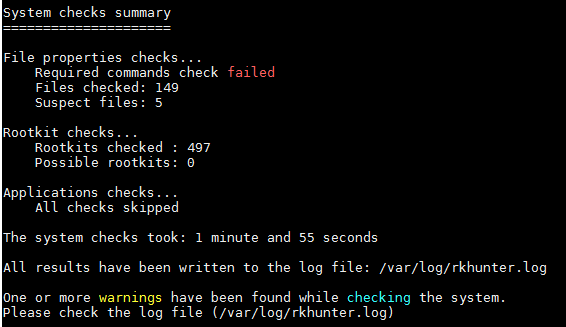 System checks summary
=====================
File properties checks...
Required commands check failed
Files checked: 149
Suspect files: 5
Rootkit checks...
Rootkits checked : 497
Possible rootkits: 0
Applications checks...
All checks skipped
The system checks took: 1 minute and 55 seconds
All results have been written to the log file: /var/log/rkhunter.log
One or more warnings have been found while checking the system.
Please check the log file (/var/log/rkhunter.log)